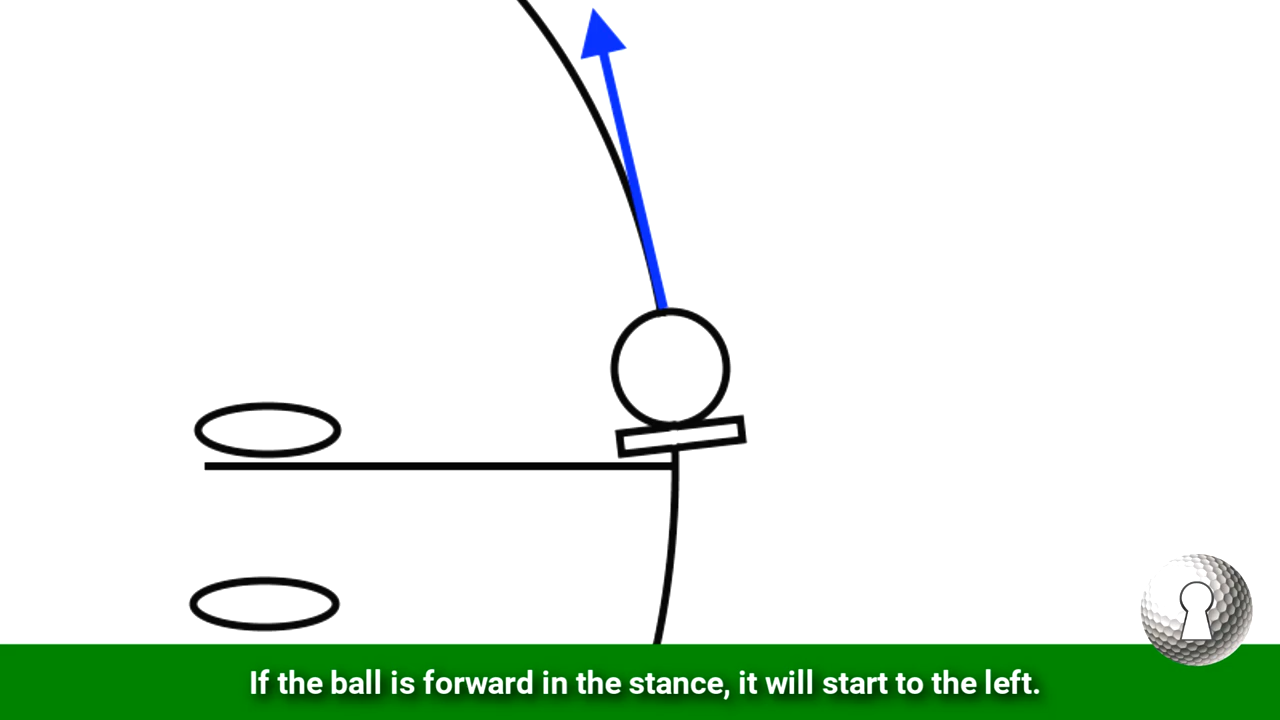 If the ball is forward in the stance, it will start to the left.